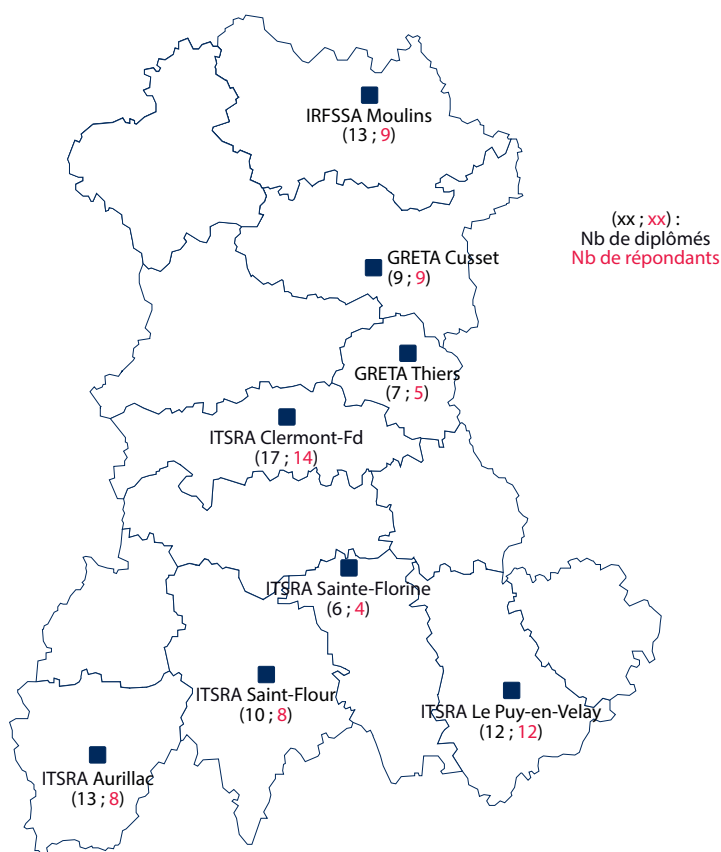 IRFSSA Moulins
(13 ; 9)
(xx ; xx) :
Nb de diplômés
Nb de répondants
GRETA Cusset
(9 ; 9)
GRETA Thiers
(7 ; 5)
ITSRA Clermont-Fd
(17 ; 14)
ITSRA Sainte-Florine
(6 ; 4)
ITSRA Saint-Flour
(10 ; 8)
ITSRA Le Puy-en-Velay
(12 ; 12)
ITSRA Aurillac
(13 ; 8)